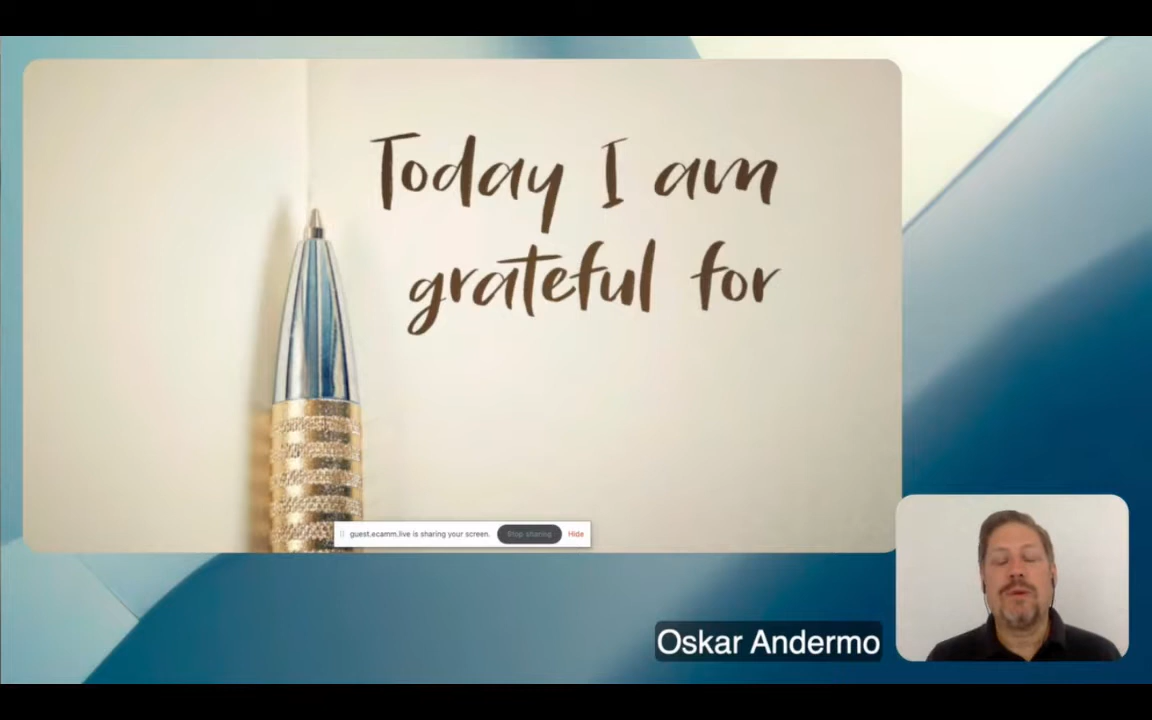 Today I am
grateful for
guest.ecamm.live is sharing your screen. Stop sharing Hide
Oskar Andermo